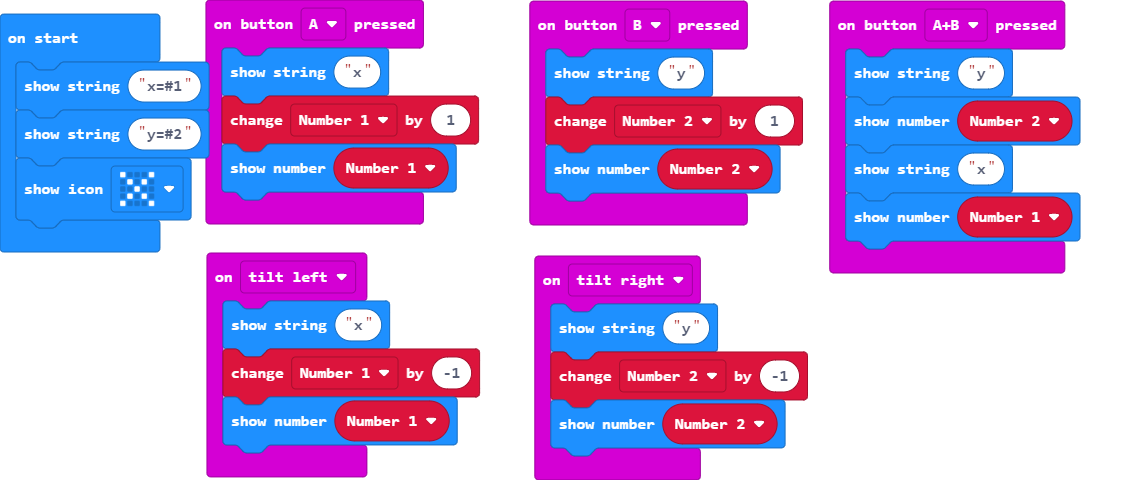 on start
show string "x=#1"
show string "y=#2"
show icon
on button A pressed
show string "x"
change Number 1 by 1
show number Number 1
on button B pressed
show string "y"
change Number 2 by 1
show number Number 2
on button A+B pressed
show string "y"
show number Number 2
show string "x"
show number Number 1
on tilt left
show string "x"
change Number 1 by -1
show number Number 1
on tilt right
show string "y"
change Number 2 by -1
show number Number 2